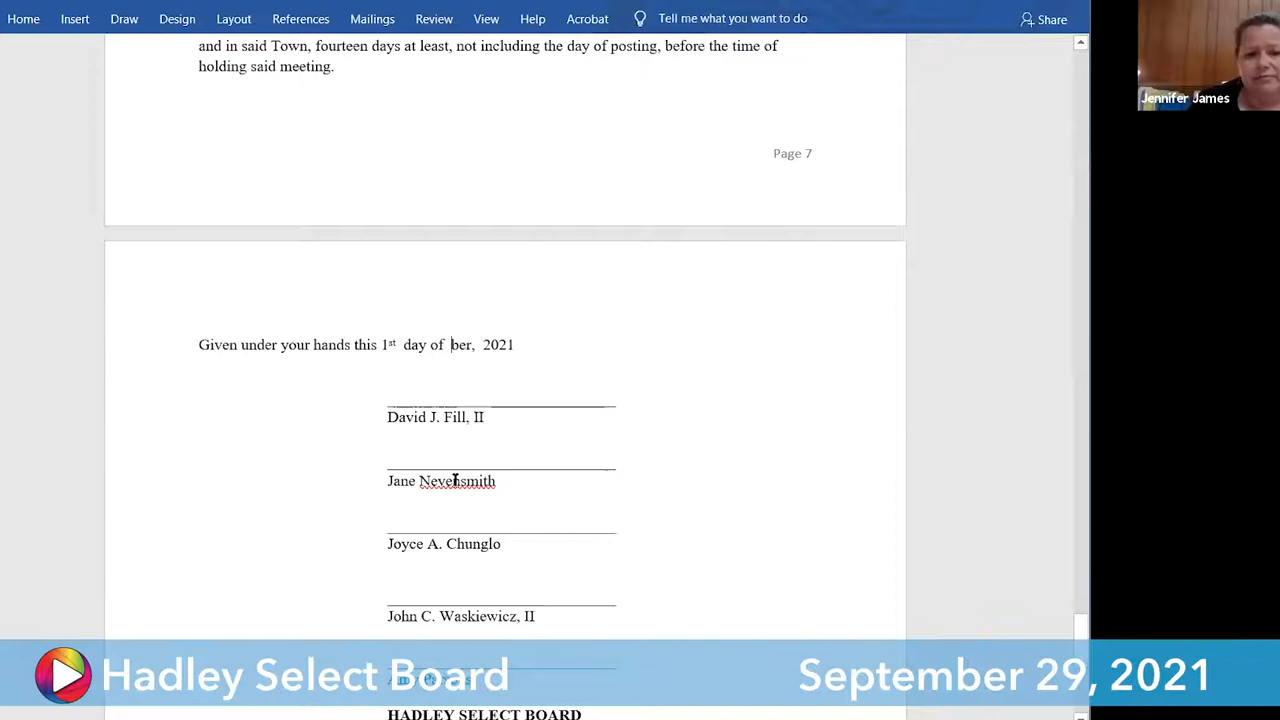 Home Insert Draw Design Layout References Mailings Review View Help Acrobat Tell me what you want to do Share
and in said Town, fourteen days at least, not including the day of posting, before the time of
holding said meeting.
Jennifer James
Page 7
Given under your hands this 1st day of ber, 2021
David J. Fill, II
Jane Nevensmith
Joyce A. Chunglo
John C. Waskiewicz, II
Hadley Select Board September 29, 2021
HADLEY SELECT BOARD